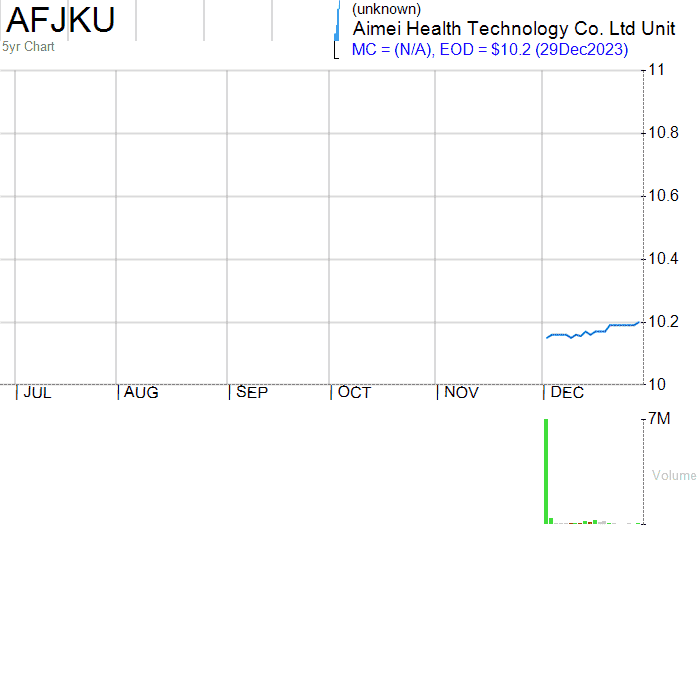 AFJKU
5yr Chart
(unknown)
Aimei Health Technology Co. Ltd Unit
MC = (N/A), EOD = $10.2 (29Dec2023)
11
10.8
10.6
10.4
10.2
10
JUL AUG SEP OCT NOV DEC
7M
Volume